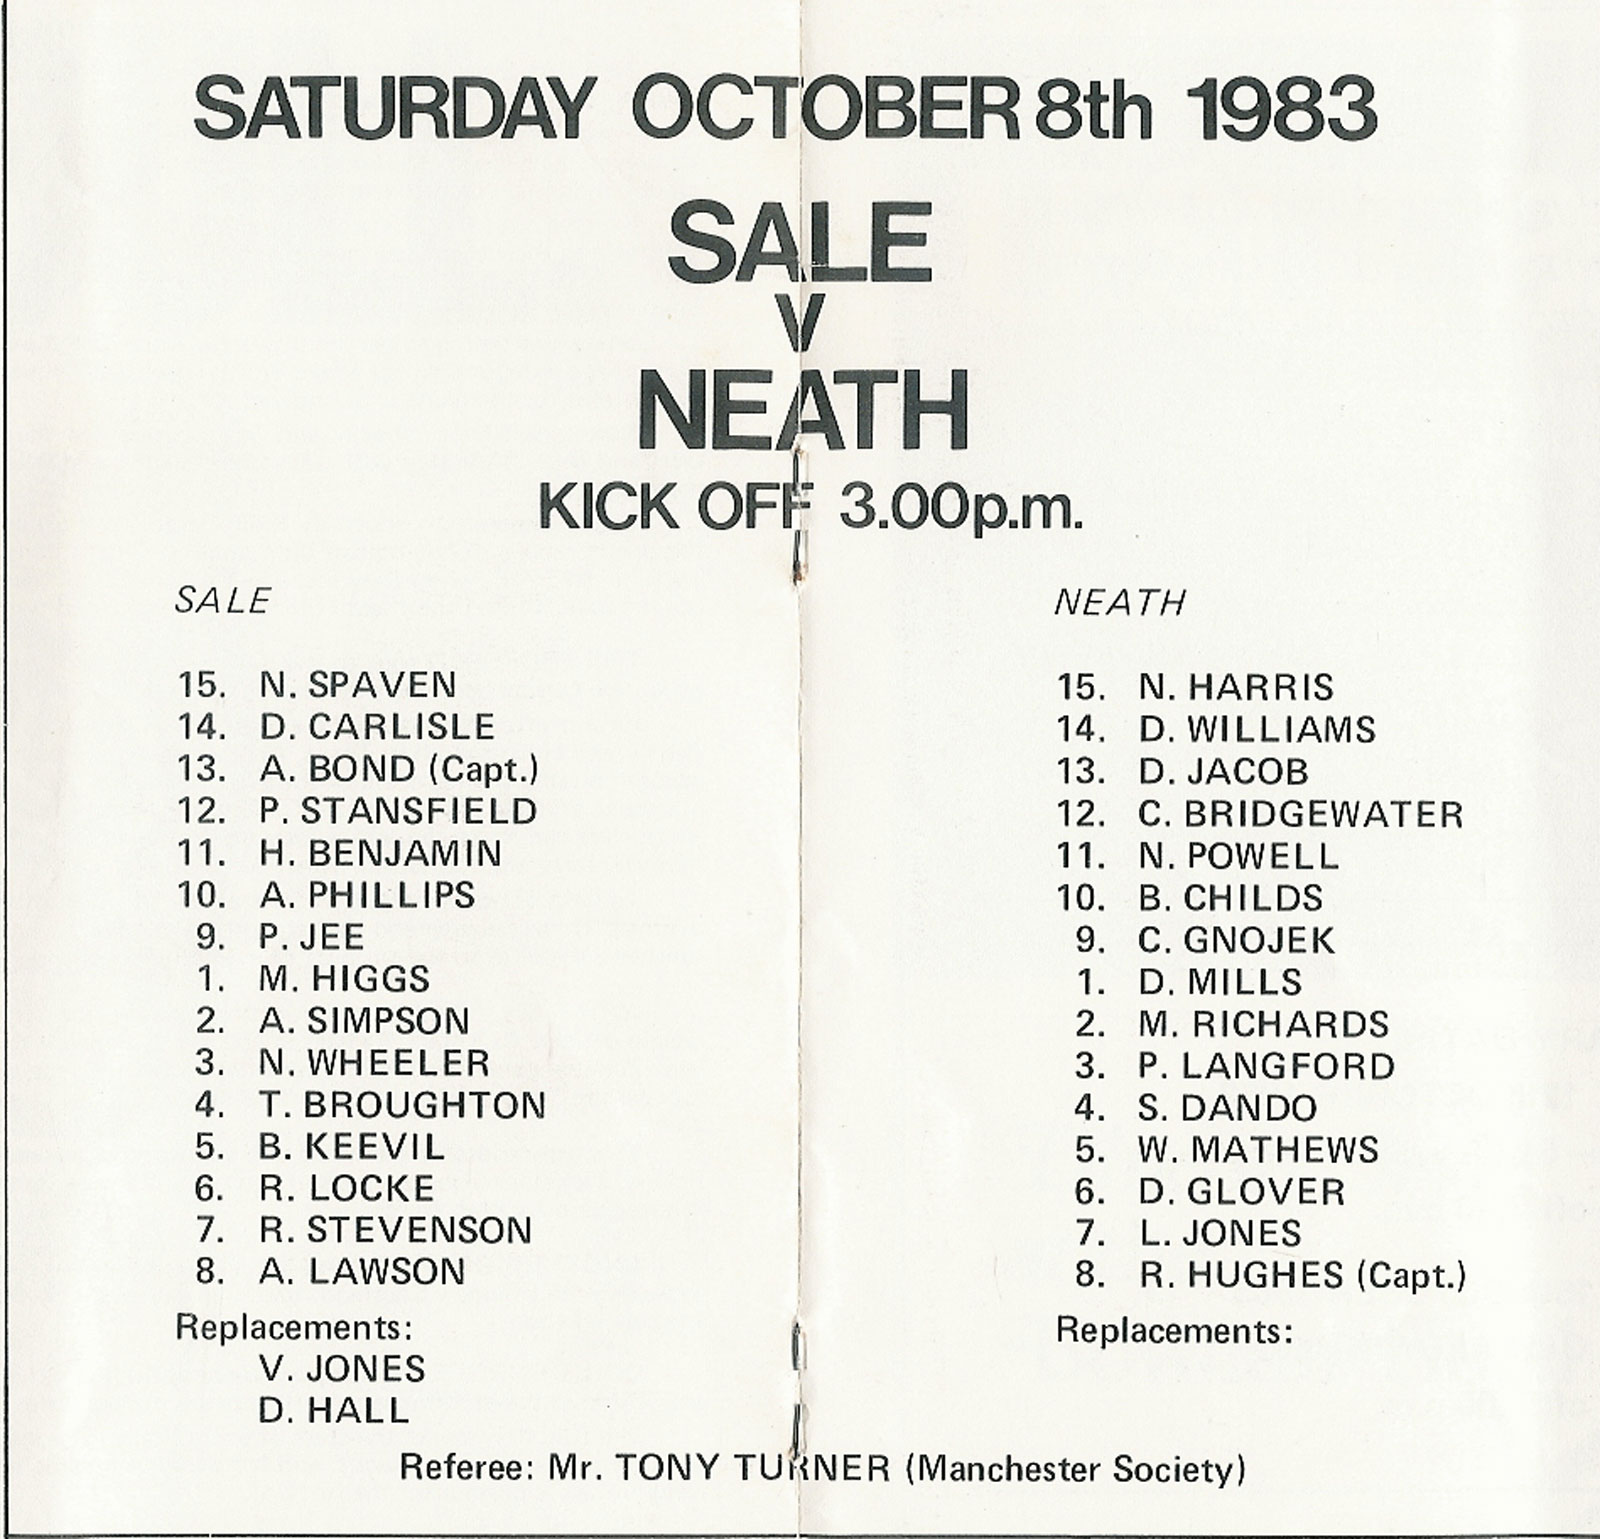 SATURDAY OCTOBER 8th 1983
SALE
V
NEATH
KICK OFF 3.00p.m.
SALE
15. N. SPAVEN
14. D. CARLISLE
13. A. BOND (Capt.)
12. P. STANSFIELD
11. H. BENJAMIN
10. A. PHILLIPS
9. P. JEE
1. M. HIGGS
2. A. SIMPSON
3. N. WHEELER
4. T. BROUGHTON
5. B. KEEVIL
6. R. LOCKE
7. R. STEVENSON
8. A. LAWSON
Replacements:
V. JONES
D. HALL
NEATH
15. N. HARRIS
14. D. WILLIAMS
13. D. JACOB
12. C. BRIDGEWATER
11. N. POWELL
10. B. CHILDS
9. C. GNOJEK
1. D. MILLS
2. M. RICHARDS
3. P. LANGFORD
4. S. DANDO
5. W. MATHEWS
6. D. GLOVER
7. L. JONES
8. R. HUGHES (Capt.)
Replacements:
Referee: Mr. TONY TURNER (Manchester Society)